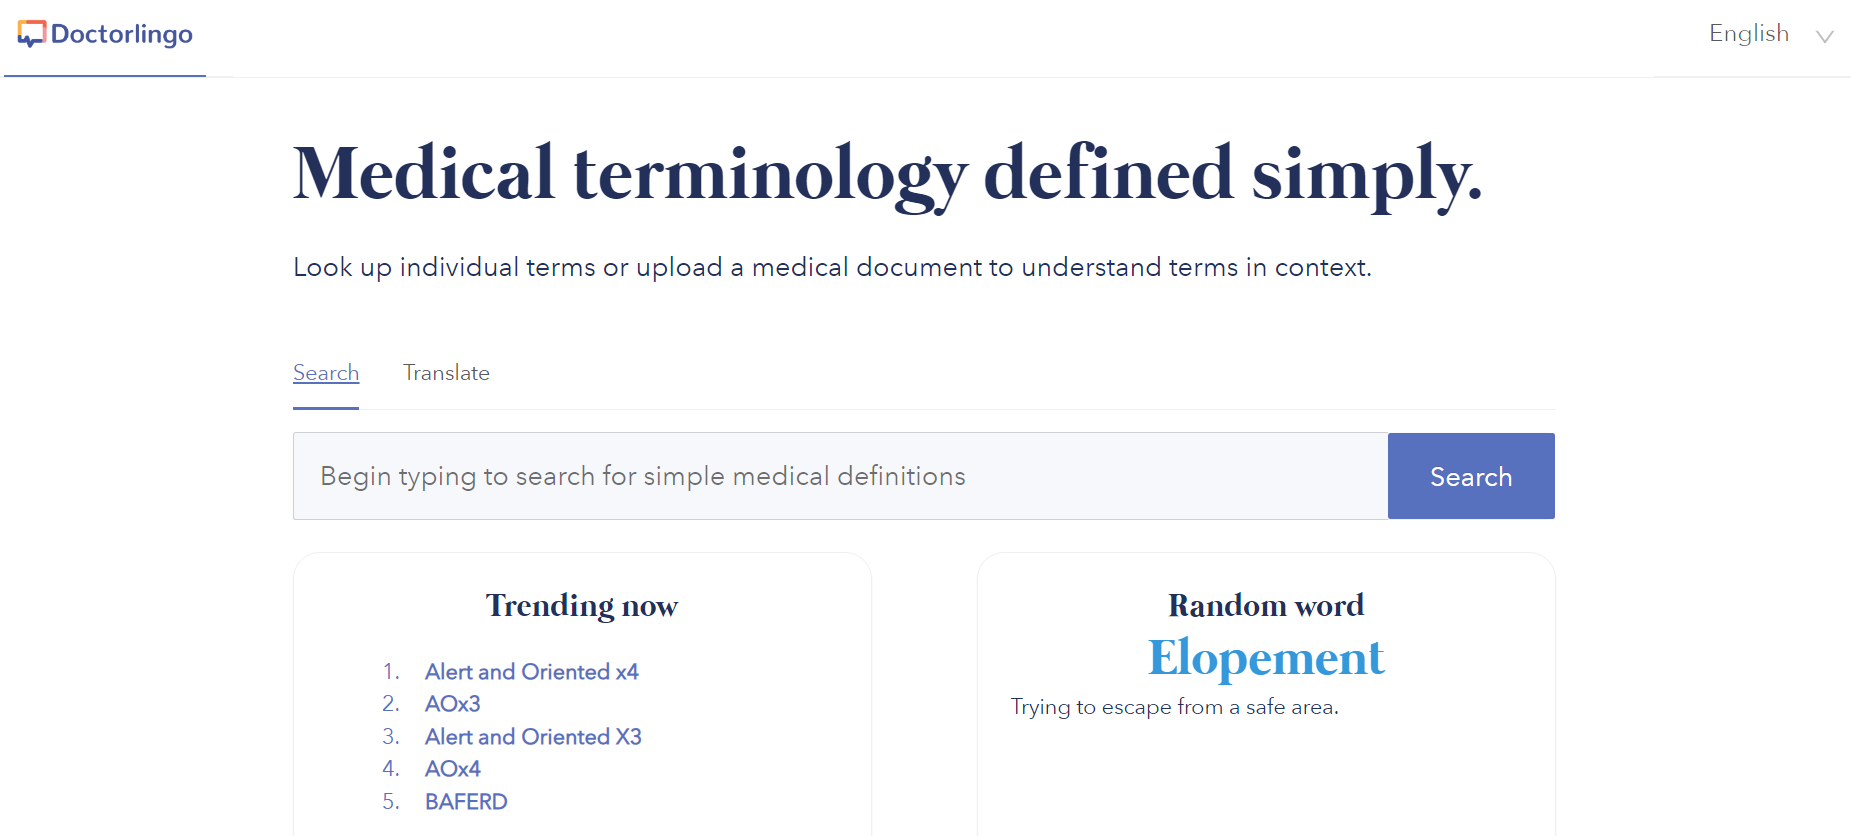 Doctorlingo
English
Medical terminology defined simply.
Look up individual terms or upload a medical document to understand terms in context.
Search Translate
Begin typing to search for simple medical definitions
Search
Trending now
1. Alert and Oriented x4
2. AOx3
3. Alert and Oriented X3
4. AOx4
5. BAFERD
Random word
Elopement
Trying to escape from a safe area.